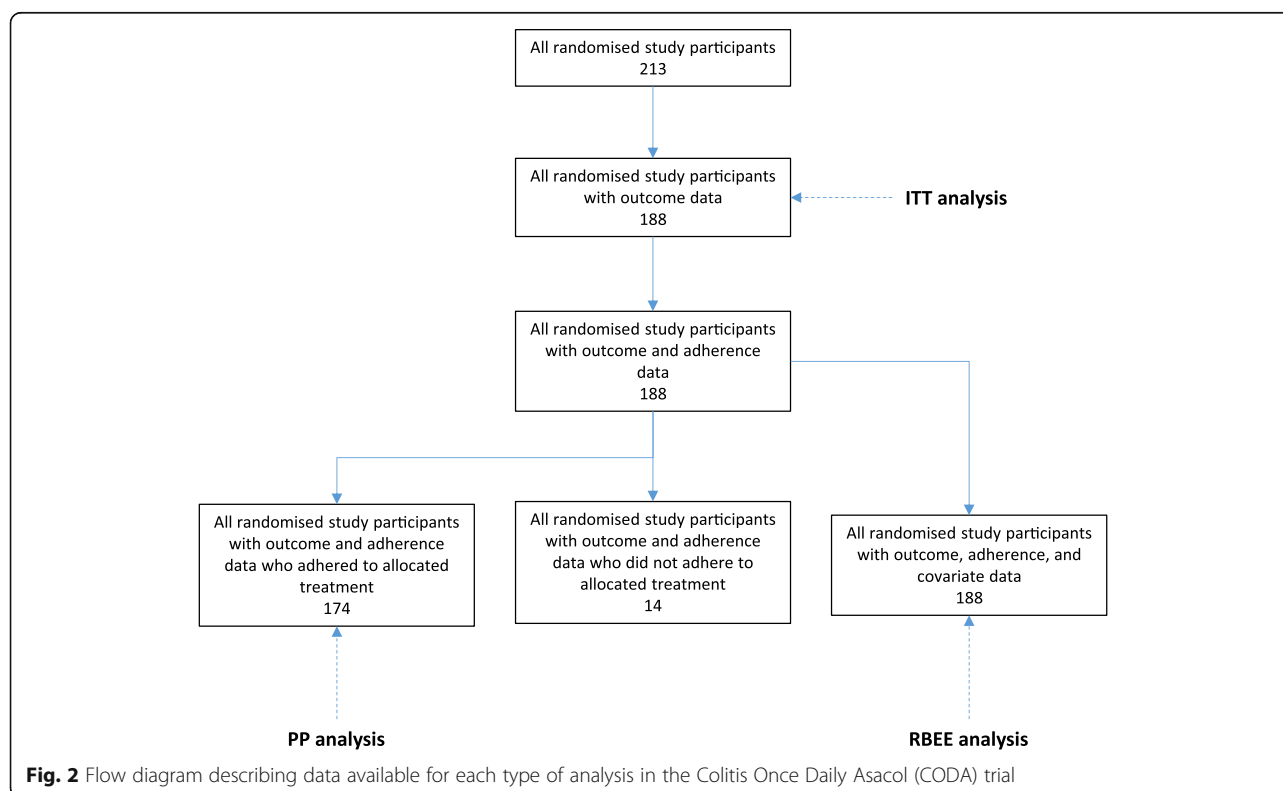 All randomised study participants
213
All randomised study participants
with outcome data
188
ITT analysis
All randomised study participants
with outcome and adherence
data
188
All randomised study participants
with outcome and adherence
data who adhered to allocated
treatment
174
All randomised study participants
with outcome and adherence
data who did not adhere to
allocated treatment
14
All randomised study participants
with outcome, adherence, and
covariate data
188
PP analysis
RBEE analysis
Fig. 2 Flow diagram describing data available for each type of analysis in the Colitis Once Daily Asacol (CODA) trial